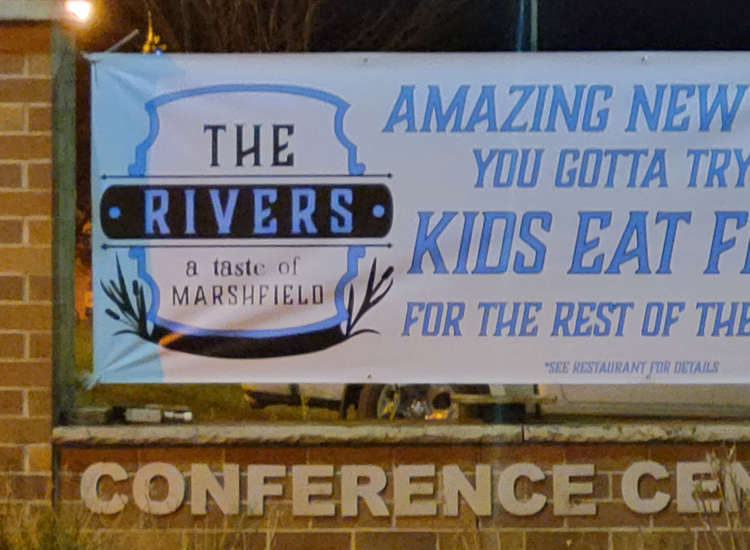 THE
RIVERS
a taste of
MARSHFIELD
AMAZING NEW
YOU GOTTA TRY
KIDS EAT
FOR THE REST OF THE
*SEE RESTAURANT FOR DETAILS
CONFERENCE